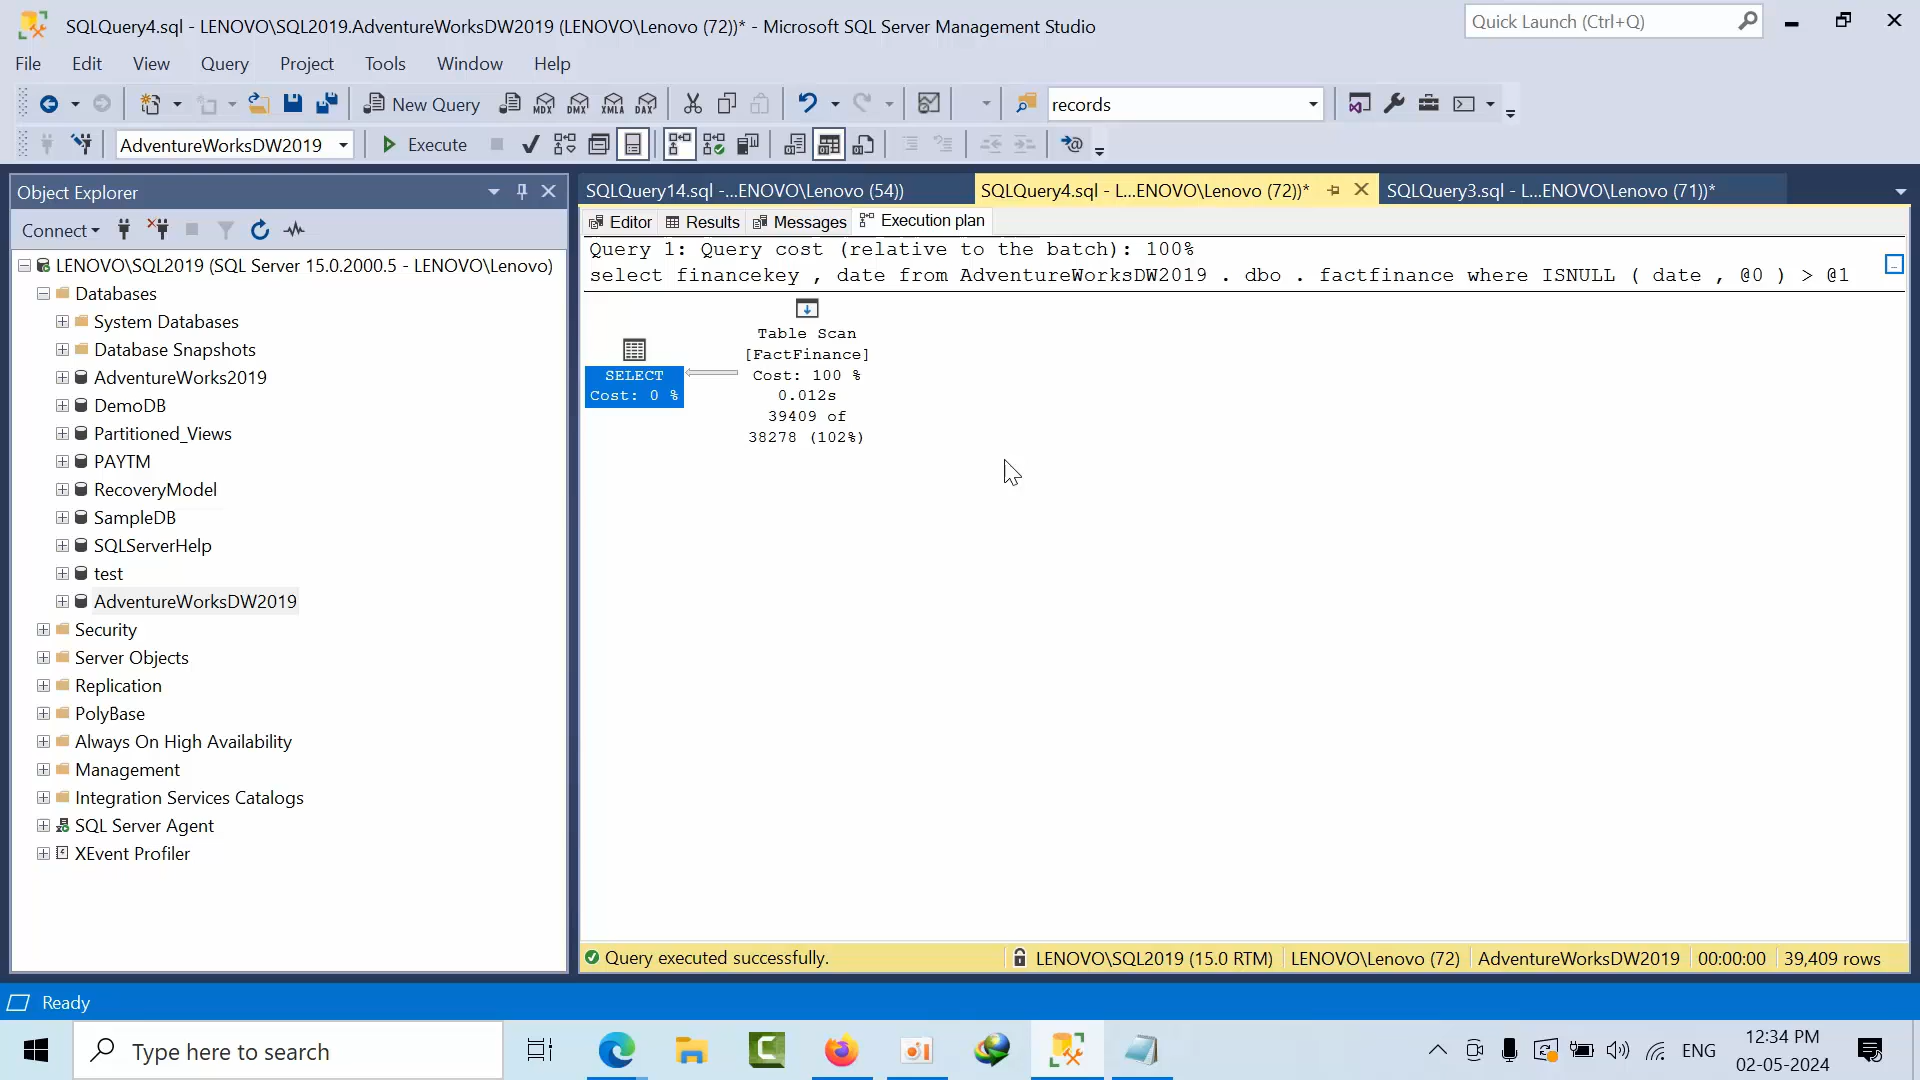 SQLQuery4.sql - LENOVO\SQL2019.AdventureWorksDW2019 (LENOVO\Lenovo (72))* - Microsoft SQL Server Management Studio
Quick Launch (Ctrl+Q)
File Edit View Query Project Tools Window Help
New Query MDX DMX XMLA DAX records
AdventureWorksDW2019 Execute
Object Explorer
SQLQuery14.sql -...ENOVO\Lenovo (54))
SQLQuery4.sql - L...ENOVO\Lenovo (72))*
SQLQuery3.sql - L...ENOVO\Lenovo (71))*
Connect
Editor Results Messages Execution plan
Query 1: Query cost (relative to the batch): 100%
select financekey , date from AdventureWorksDW2019 . dbo . factfinance where ISNULL ( date , @0 ) > @1
...
SELECT
Cost: 0 %
Table Scan
[FactFinance]
Cost: 100 %
0.012s
39409 of
38278 (102%)
LENOVO\SQL2019 (SQL Server 15.0.2000.5 - LENOVO\Lenovo)
Databases
System Databases
Database Snapshots
AdventureWorks2019
DemoDB
Partitioned_Views
PAYTM
RecoveryModel
SampleDB
SQLServerHelp
test
AdventureWorksDW2019
Security
Server Objects
Replication
PolyBase
Always On High Availability
Management
Integration Services Catalogs
SQL Server Agent
XEvent Profiler
Query executed successfully.
LENOVO\SQL2019 (15.0 RTM) LENOVO\Lenovo (72) AdventureWorksDW2019 00:00:00 39,409 rows
Ready
Type here to search
ENG
12:34 PM
02-05-2024